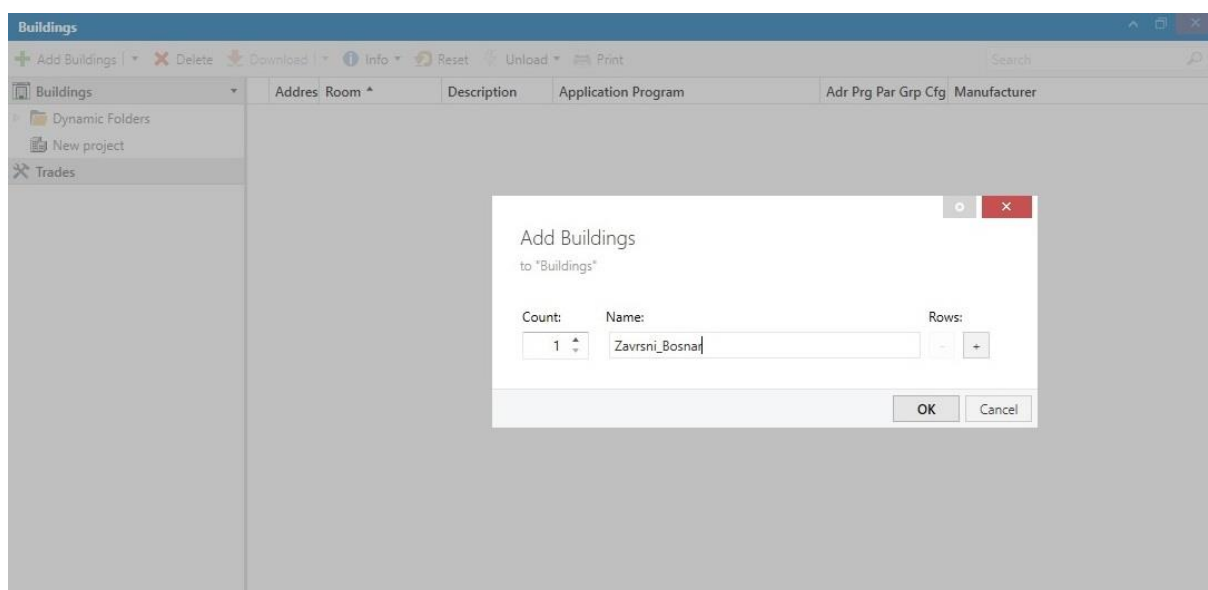 Buildings
Add Buildings Delete Download Info Reset Unload Print Search
Buildings Addres Room Description Application Program Adr Prg Par Grp Cfg Manufacturer
Dynamic Folders
New project
Trades
Add Buildings
to "Buildings"
Count: Name: Rows:
1 Zavrsni_Bosnar - +
OK Cancel